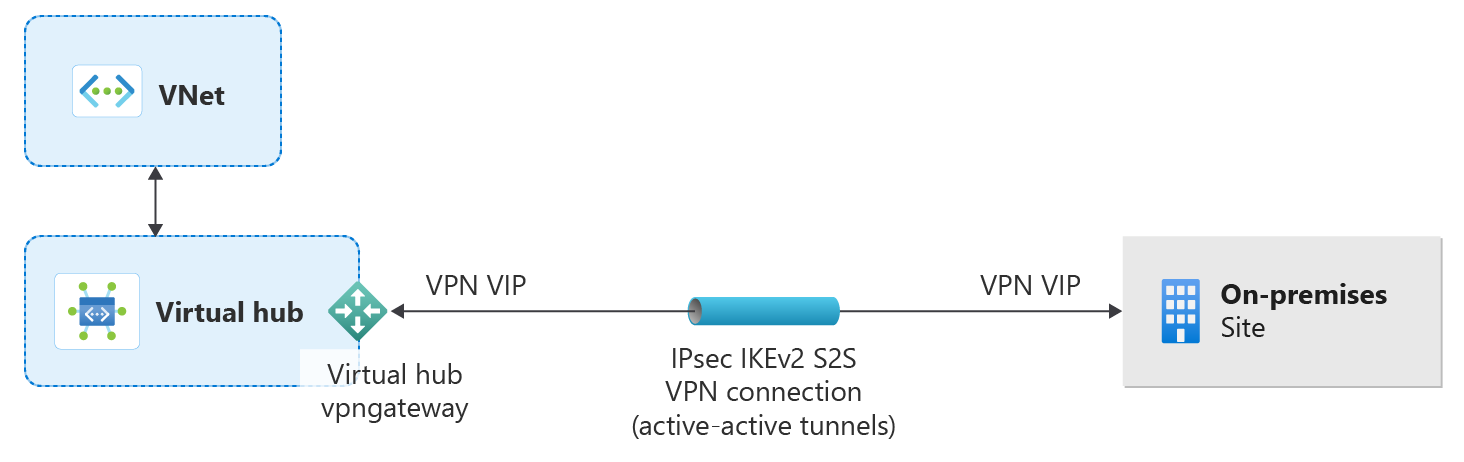 VNet
Virtual hub
Virtual hub
vpngateway
VPN VIP
IPsec IKEv2 S2S
VPN connection
(active-active tunnels)
VPN VIP
On-premises
Site